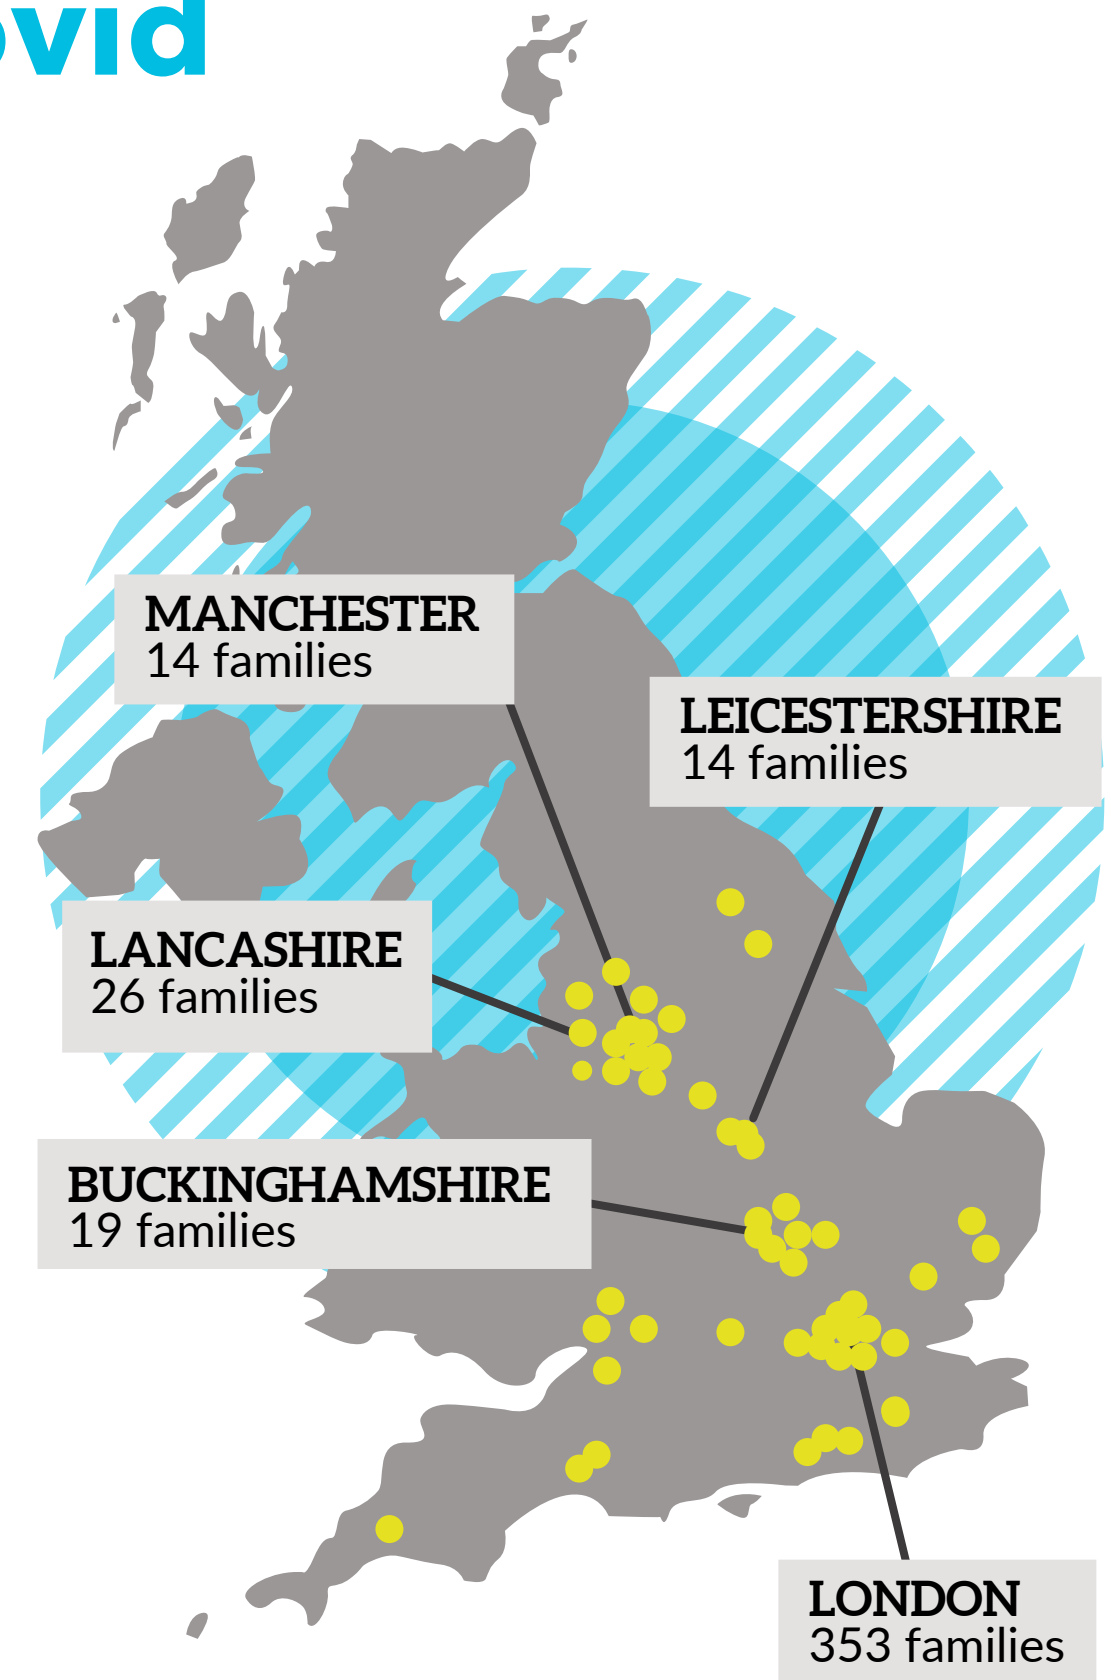 ovid
MANCHESTER
14 families
LEICESTERSHIRE
14 families
LANCASHIRE
26 families
BUCKINGHAMSHIRE
19 families
LONDON
353 families